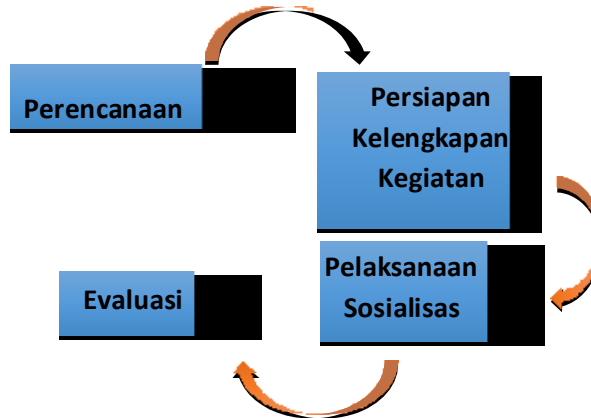 Perencanaan
Persiapan
Kelengkapan
Kegiatan
Pelaksanaan
Sosialisas
Evaluasi